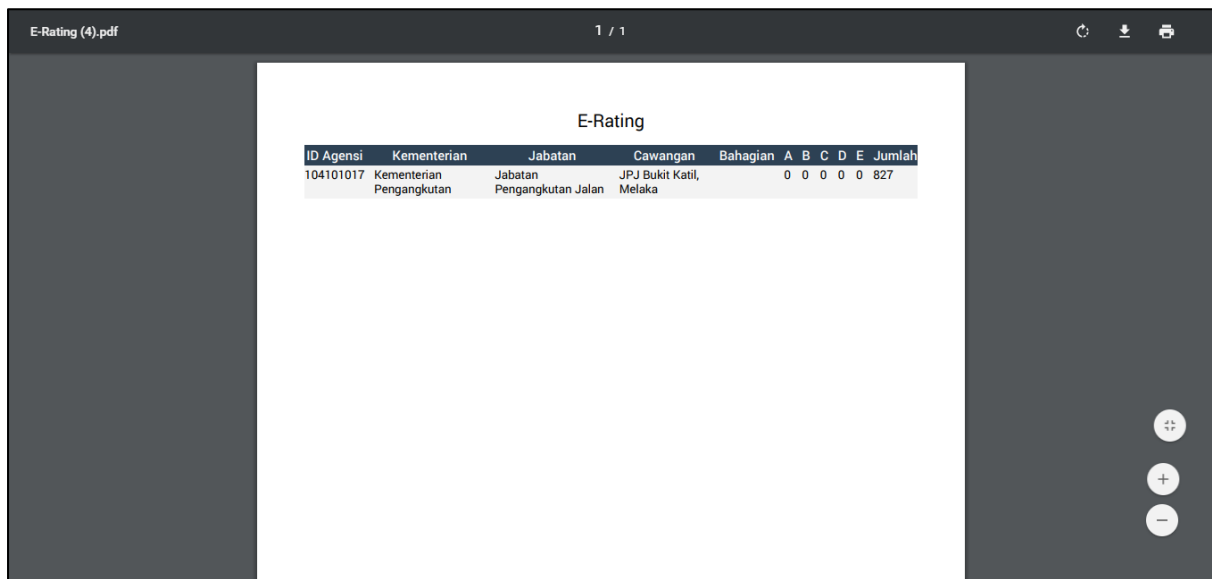 E-Rating (4).pdf 1 / 1
E-Rating
ID Agensi Kementerian Jabatan Cawangan Bahagian A B C D E Jumlah
104101017 Kementerian Jabatan JPJ Bukit Katil, 0 0 0 0 0 827
Pengangkutan Pengangkutan Jalan Melaka